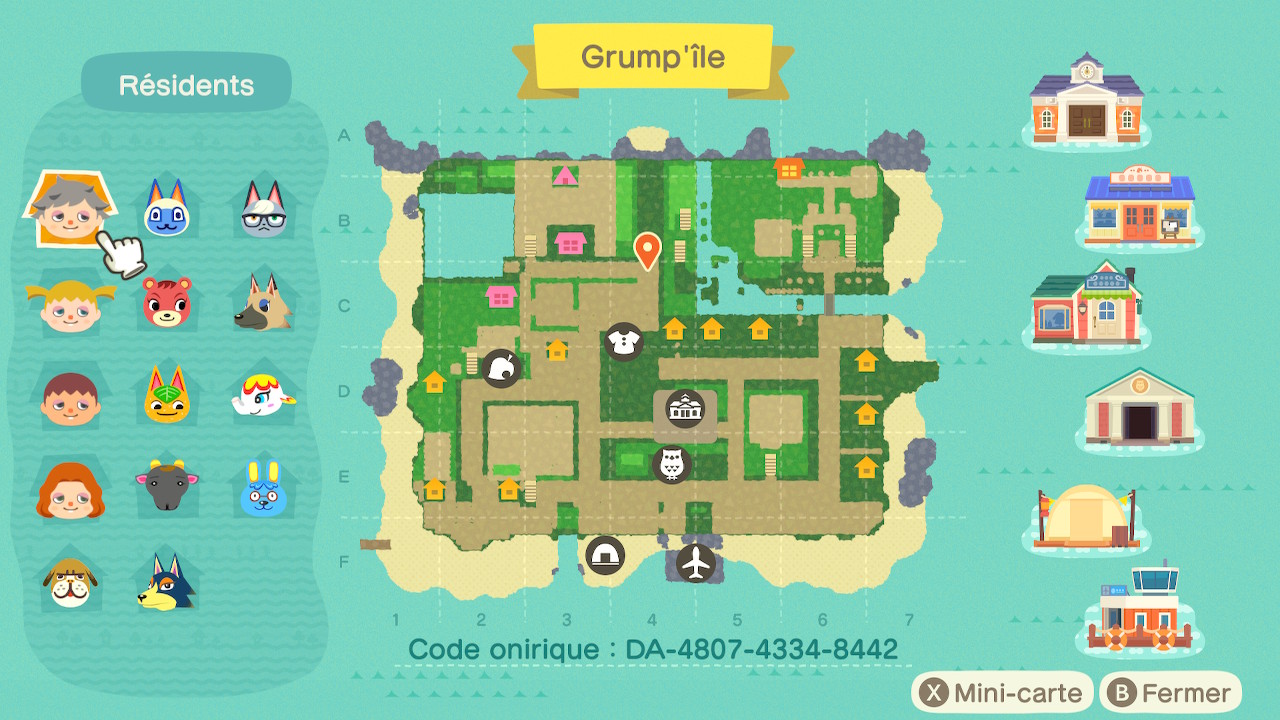 Grump'île
Résidents
A
B
C
D
E
F
1 2 3 4 5 6 7
Code onirique : DA-4807-4334-8442
X Mini-carte B Fermer